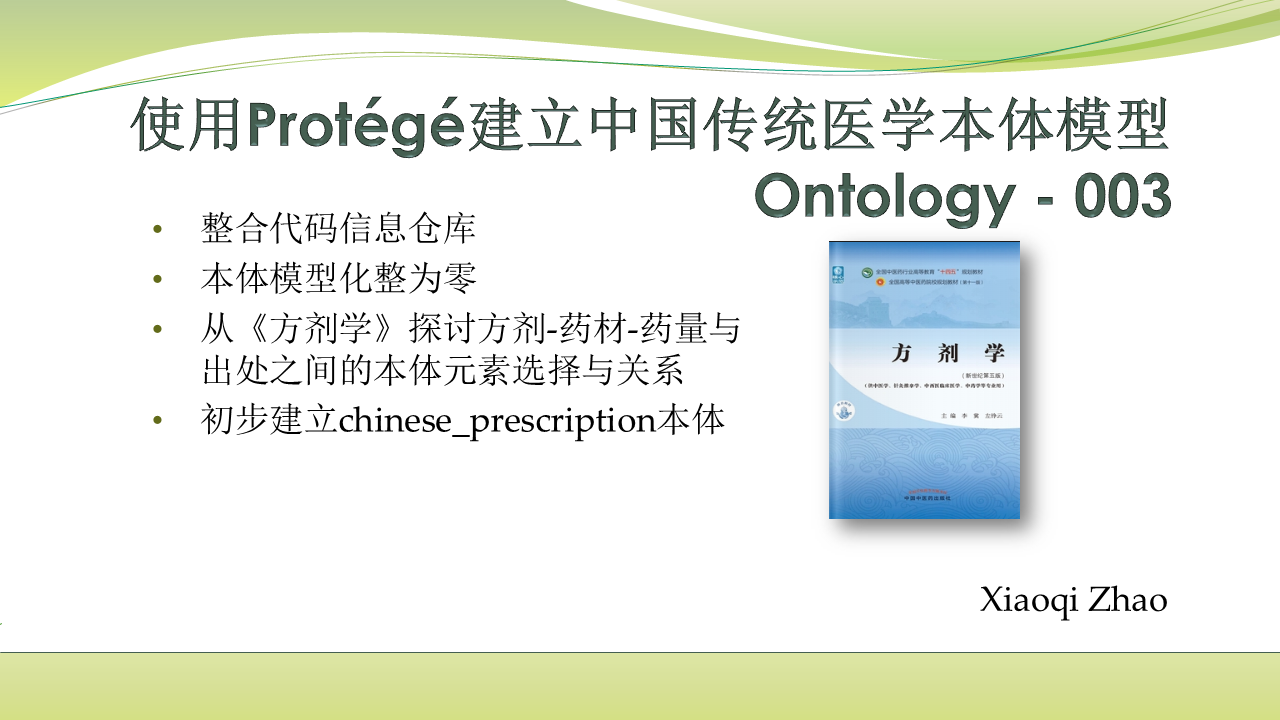 使用Protégé建立中国传统医学本体模型
Ontology - 003
• 整合代码信息仓库
• 本体模型化整为零
• 从《方剂学》探讨方剂-药材-药量与
出处之间的本体元素选择与关系
• 初步建立chinese_prescription本体
全国中医药行业高等教育“十四五”规划教材
全国高等中医药院校规划教材（第十一版）
方 剂 学
（新世纪第五版）
（供中医学、针灸推拿学、中西医临床医学、中药学等专业用）
主 编 李 冀 左铮云
中国中医药出版社
Xiaoqi Zhao